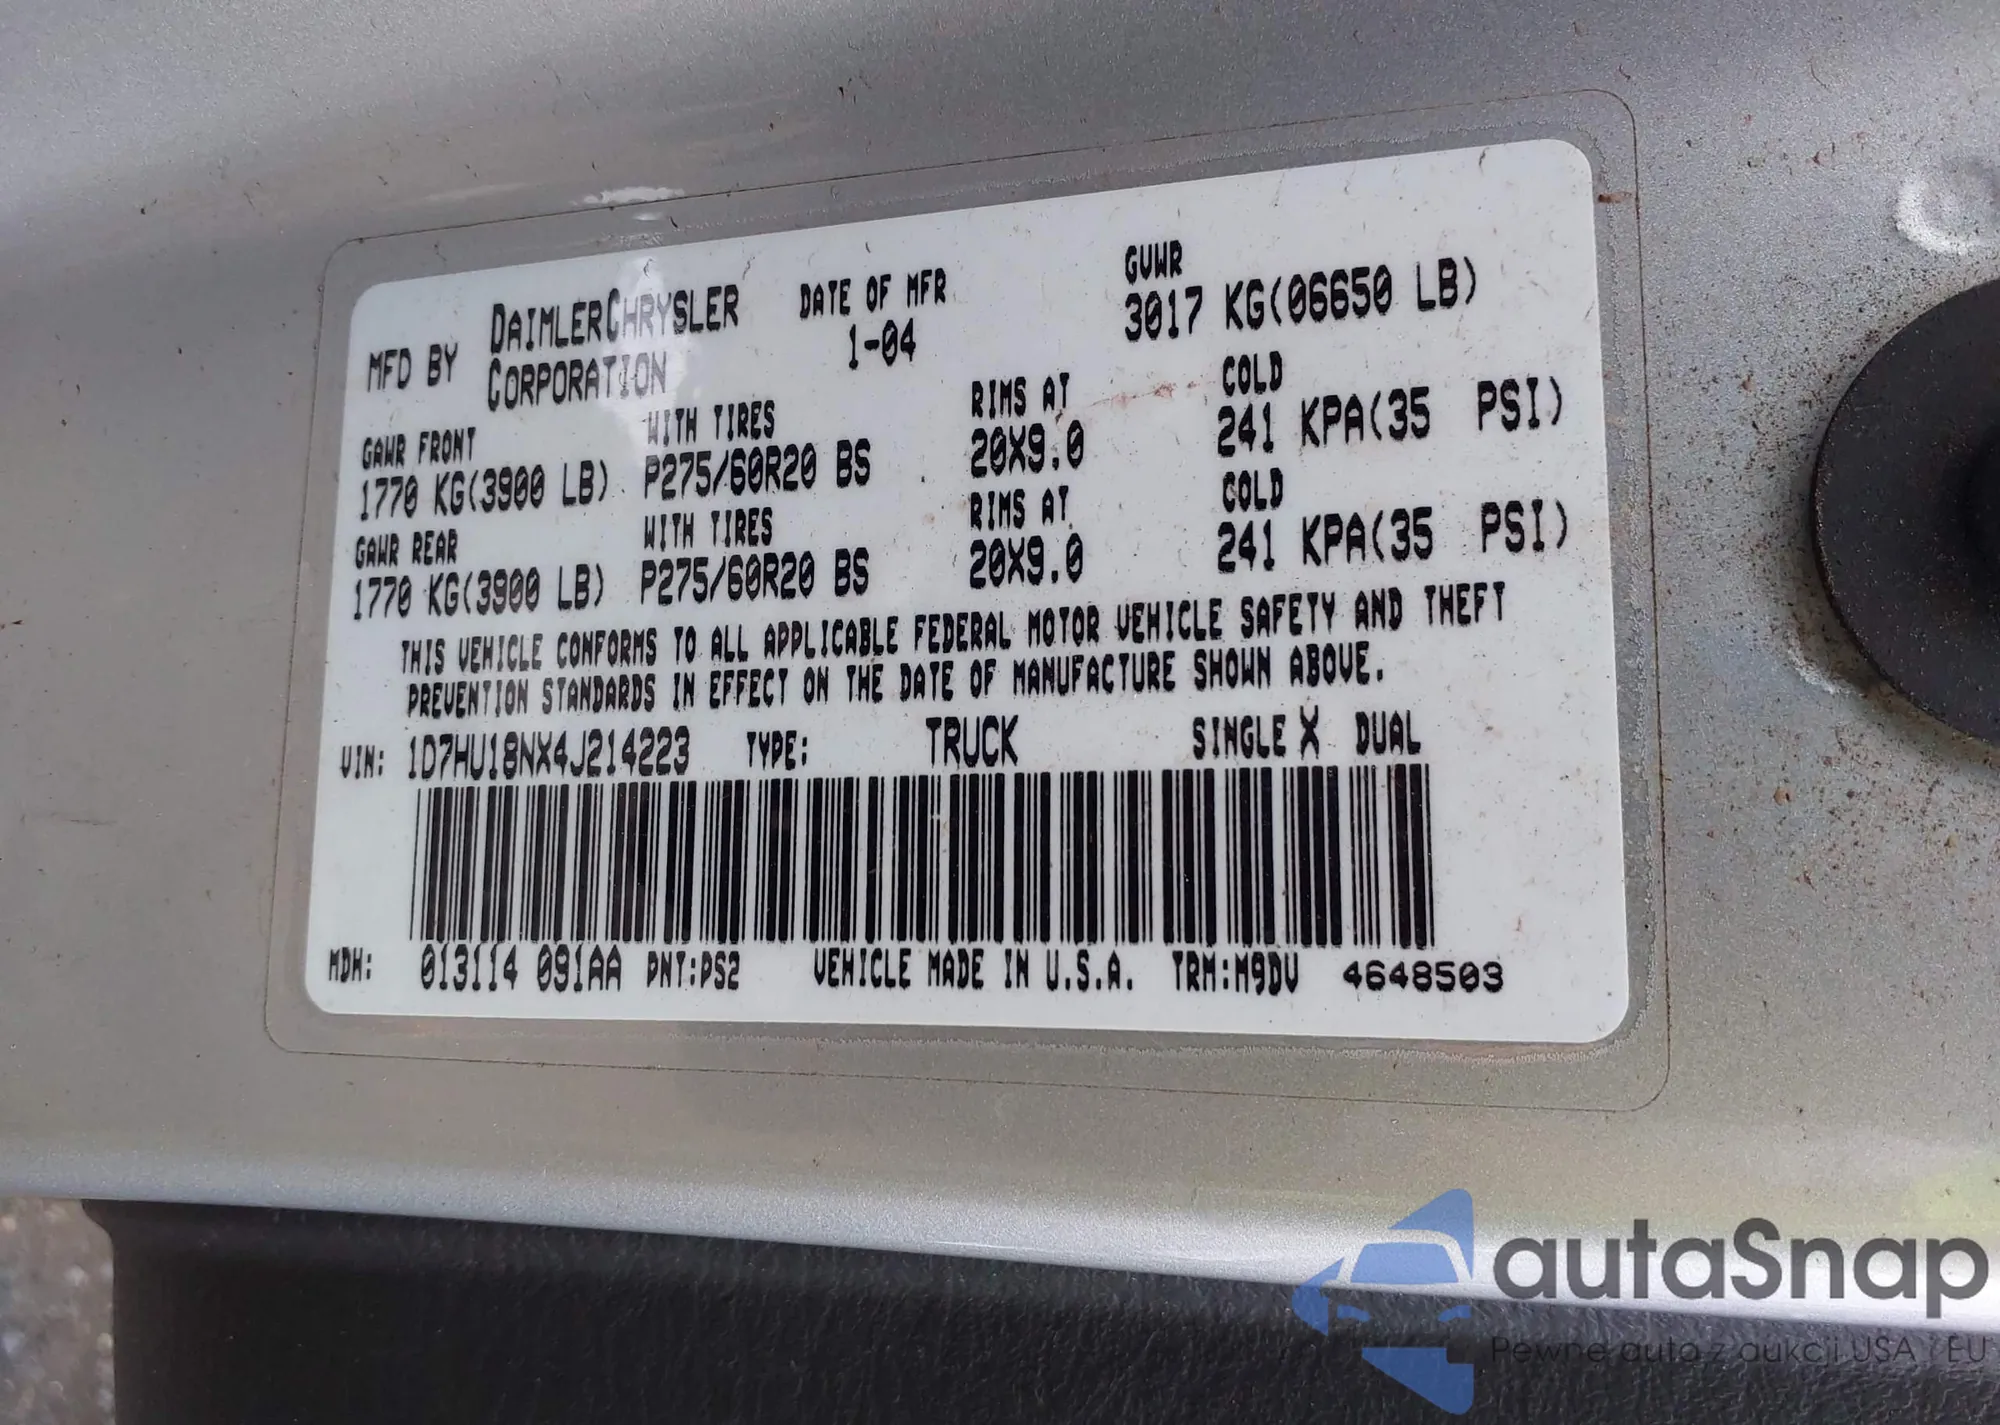 MFD BY DAIMLERCHRYSLER CORPORATION DATE OF MFR 1-04 GVWR 3017 KG(06650 LB)
GAWR FRONT WITH TIRES RIMS AT COLD
1770 KG(3900 LB) P275/60R20 BS 20X9.0 241 KPA(35 PSI)
GAWR REAR WITH TIRES RIMS AT COLD
1770 KG(3900 LB) P275/60R20 BS 20X9.0 241 KPA(35 PSI)
THIS VEHICLE CONFORMS TO ALL APPLICABLE FEDERAL MOTOR VEHICLE SAFETY AND THEFT
PREVENTION STANDARDS IN EFFECT ON THE DATE OF MANUFACTURE SHOWN ABOVE.
VIN: 1D7HU18NX4J214223 TYPE: TRUCK SINGLE X DUAL
MDH: 013114 091AA PNT:PS2 VEHICLE MADE IN U.S.A. TRM:M9DV 4648503
autaSnap
Pewne auta z aukcji USA i EU